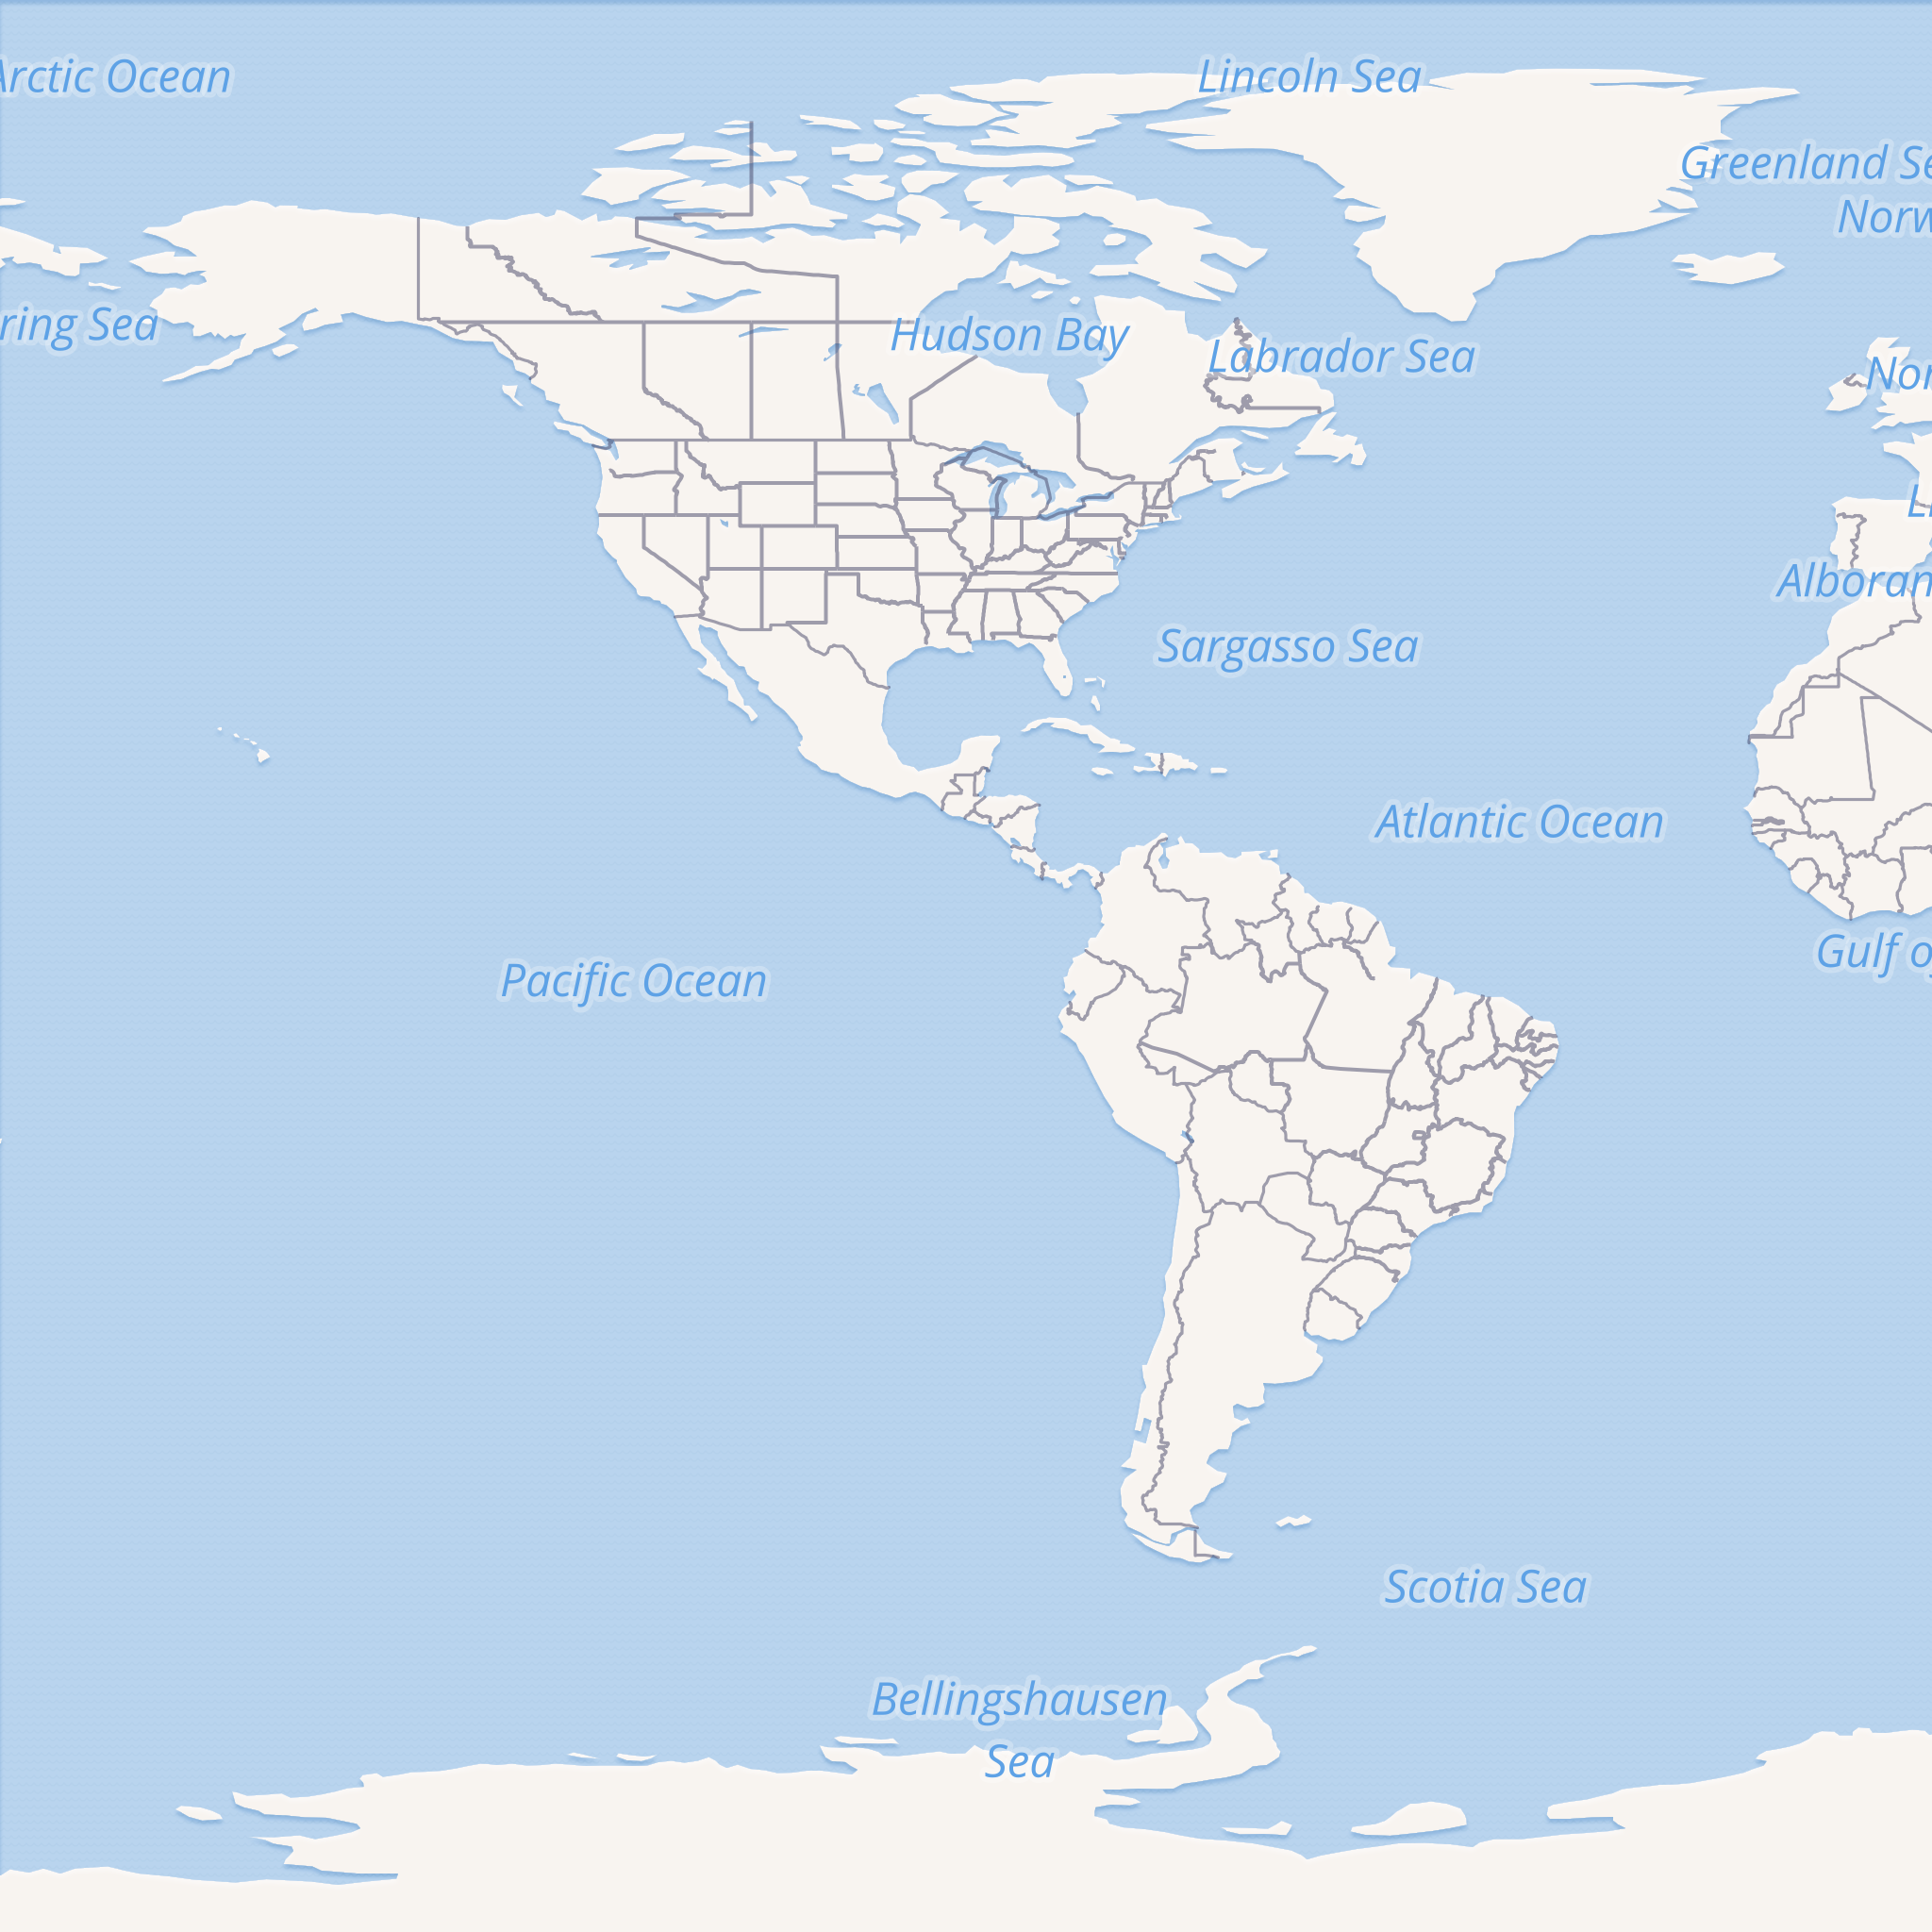 Arctic Ocean
Lincoln Sea
Greenland Se
Norw
ring Sea
Hudson Bay
Labrador Sea
Nor
Alboran
Sargasso Sea
Atlantic Ocean
Gulf o
Pacific Ocean
Scotia Sea
Bellingshausen
Sea